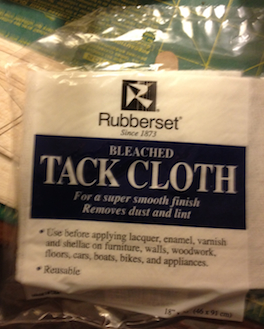 Rubberset®
Since 1873
BLEACHED
TACK CLOTH
For a super smooth finish
Removes dust and lint
• Use before applying lacquer, enamel, varnish
and shellac on furniture, walls, woodwork,
floors, cars, boats, bikes, and appliances.
• Reusable
18"